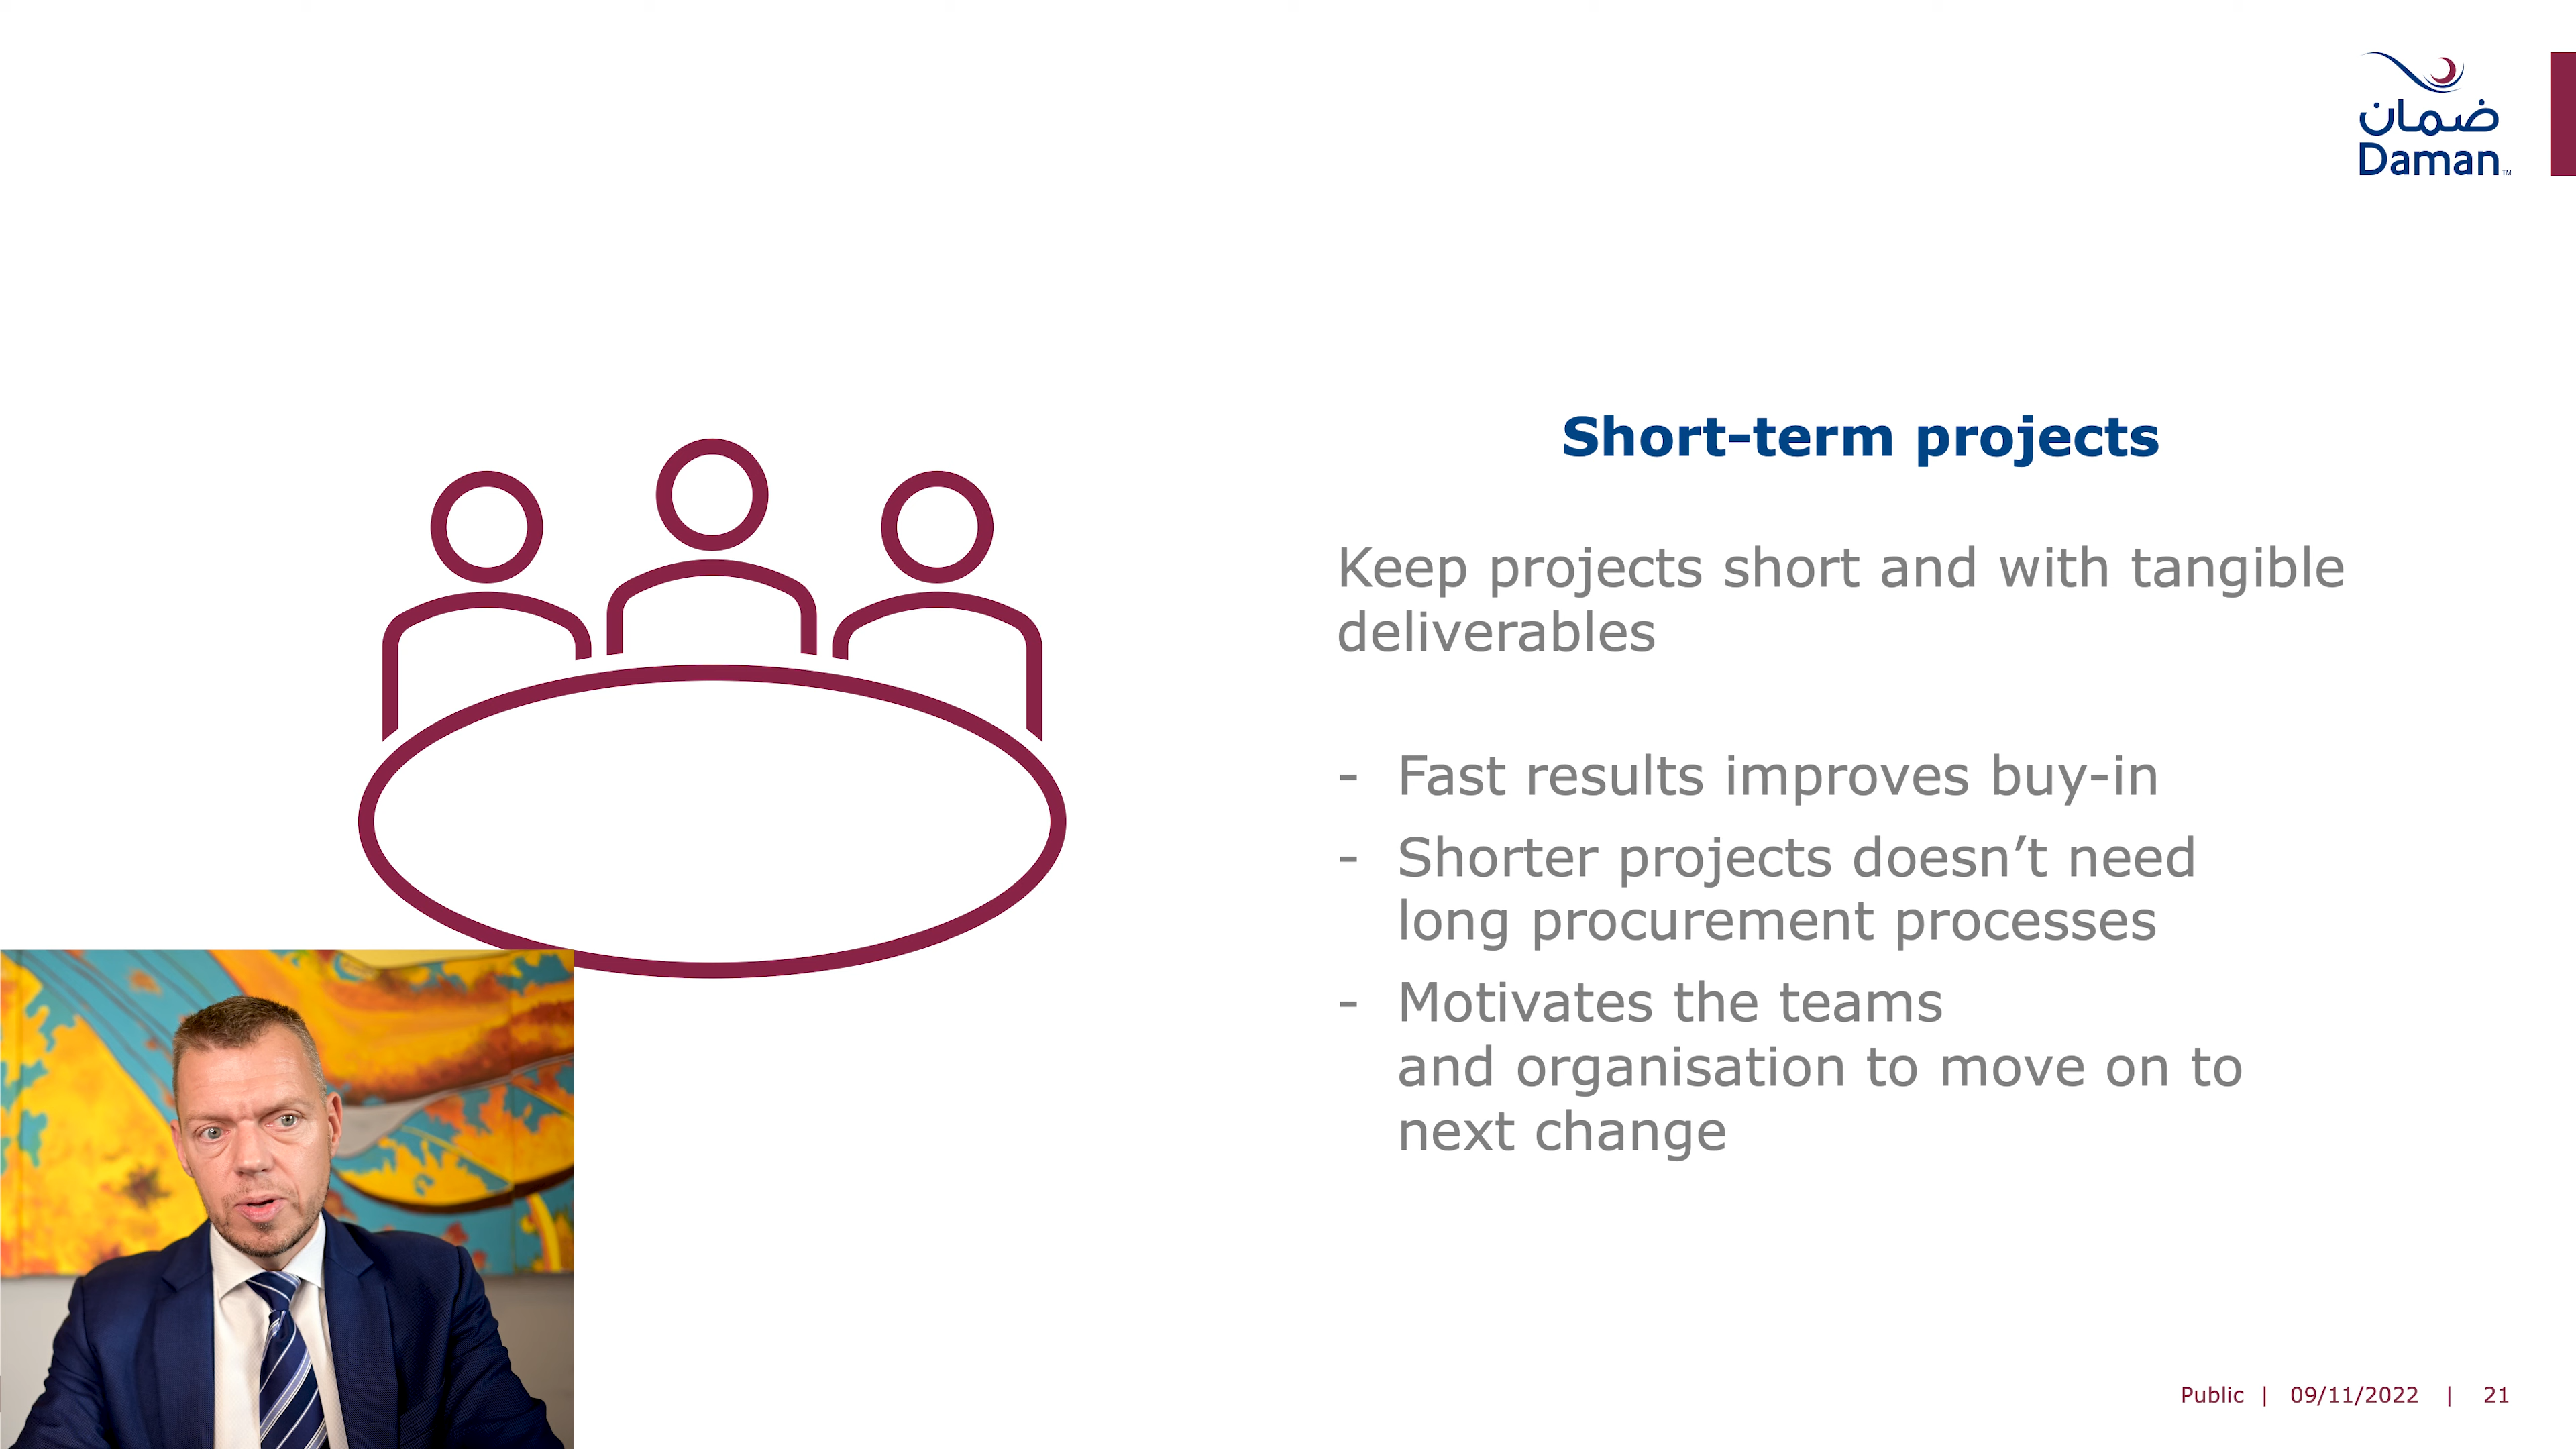 ضمان
Daman™
Short-term projects
Keep projects short and with tangible
deliverables
- Fast results improves buy-in
- Shorter projects doesn’t need
long procurement processes
- Motivates the teams
and organisation to move on to
next change
Public | 09/11/2022 | 21